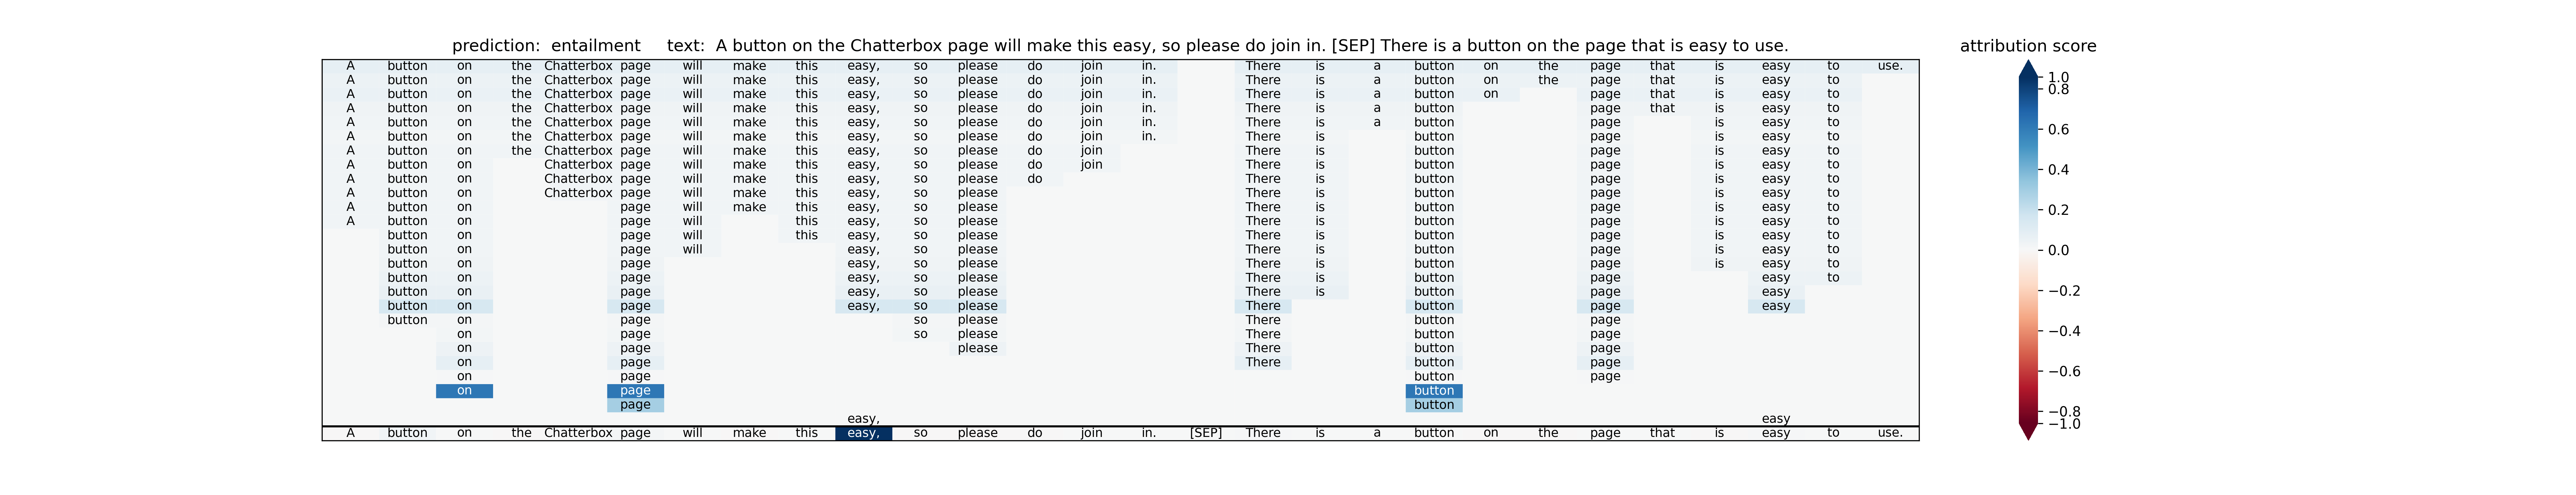 prediction: entailment text: A button on the Chatterbox page will make this easy, so please do join in. [SEP] There is a button on the page that is easy to use.
attribution score
A button on the Chatterbox page will make this easy, so please do join in. There is a button on the page that is easy to use.
A button on the Chatterbox page will make this easy, so please do join in. There is a button on the page that is easy to
A button on the Chatterbox page will make this easy, so please do join in. There is a button on page that is easy to
A button on the Chatterbox page will make this easy, so please do join in. There is a button page that is easy to
A button on the Chatterbox page will make this easy, so please do join in. There is a button page is easy to
A button on the Chatterbox page will make this easy, so please do join in. There is button page is easy to
A button on the Chatterbox page will make this easy, so please do join There is button page is easy to
A button on Chatterbox page will make this easy, so please do join There is button page is easy to
A button on Chatterbox page will make this easy, so please do There is button page is easy to
A button on Chatterbox page will make this easy, so please There is button page is easy to
A button on page will make this easy, so please There is button page is easy to
A button on page will this easy, so please There is button page is easy to
button on page will this easy, so please There is button page is easy to
button on page will easy, so please There is button page is easy to
button on page easy, so please There is button page is easy to
button on page easy, so please There is button page easy to
button on page easy, so please There is button page easy
button on page easy, so please There button page easy
button on page so please There button page
on page so please There button page
on page please There button page
on page There button page
on page button page
on page button
page button
easy, easy
A button on the Chatterbox page will make this easy, so please do join in. [SEP] There is a button on the page that is easy to use.
1.0
0.8
0.6
0.4
0.2
0.0
−0.2
−0.4
−0.6
−0.8
−1.0